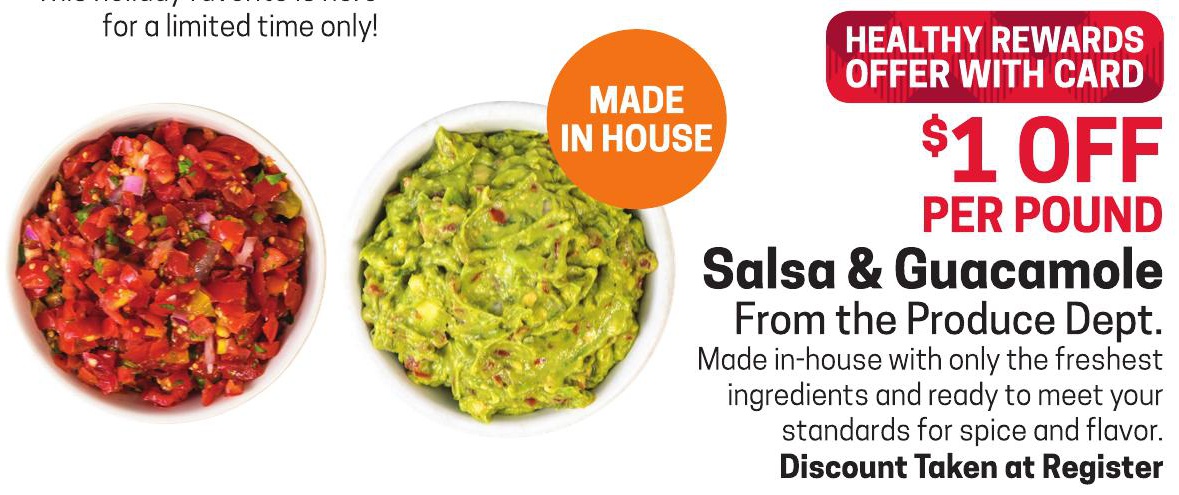 for a limited time only!
MADE
IN HOUSE
HEALTHY REWARDS
OFFER WITH CARD
$1 OFF
PER POUND
Salsa & Guacamole
From the Produce Dept.
Made in-house with only the freshest
ingredients and ready to meet your
standards for spice and flavor.
Discount Taken at Register